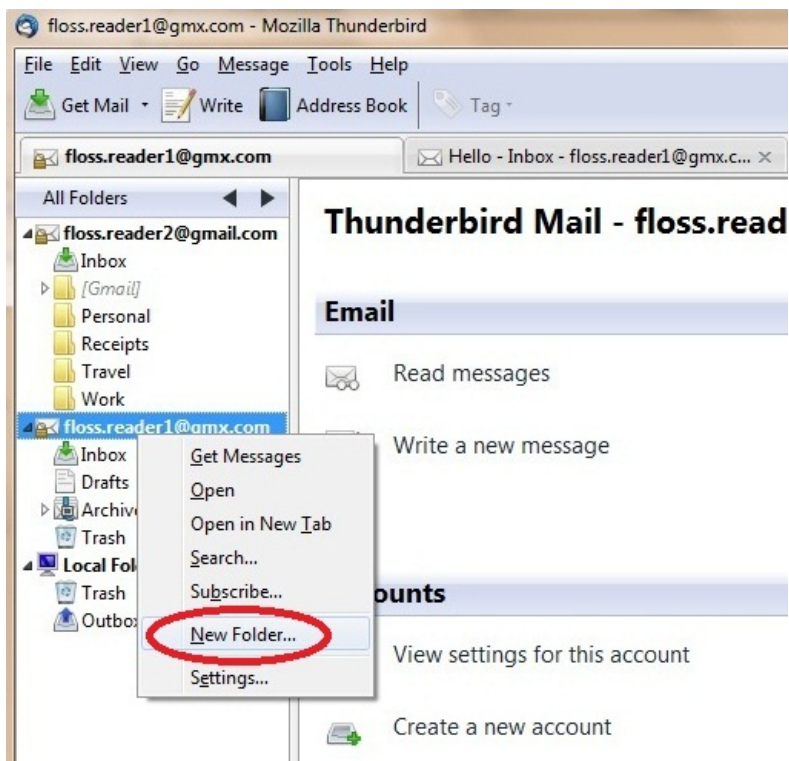 floss.reader1@gmx.com - Mozilla Thunderbird
File Edit View Go Message Tools Help
Get Mail Write Address Book Tag
floss.reader1@gmx.com
Hello - Inbox - floss.reader1@gmx.c...
All Folders
floss.reader2@gmail.com
Inbox
[Gmail]
Personal
Receipts
Travel
Work
floss.reader1@gmx.com
Inbox
Drafts
Archiv
Trash
Local Fol
Trash
Outbo
Get Messages
Open
Open in New Tab
Search...
Subscribe...
New Folder...
Settings...
Thunderbird Mail - floss.read
Email
Read messages
Write a new message
ounts
View settings for this account
Create a new account